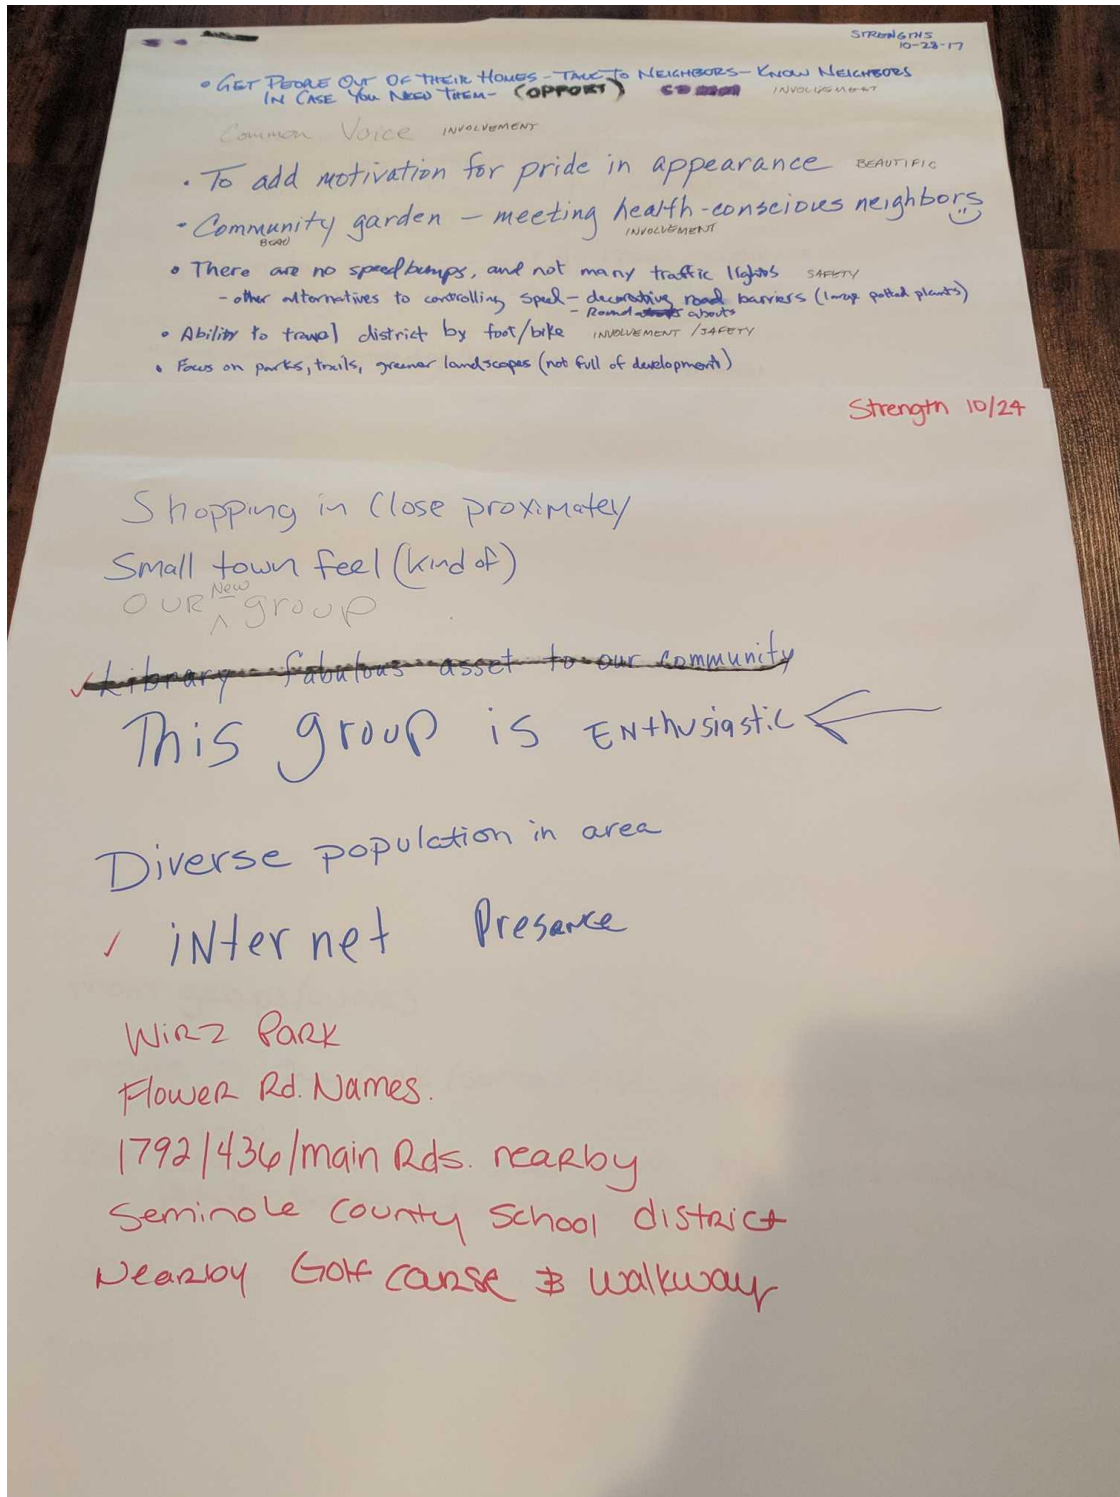 STRENGTHS
10-23-17
• GET PEOPLE OUT OF THEIR HOMES - TALK TO NEIGHBORS - KNOW NEIGHBORS
IN CASE YOU NEED THEM - (OPPORT) INVOLVEMENT
Common Voice INVOLVEMENT
• To add motivation for pride in appearance BEAUTIFIC
• Community garden - meeting health-conscious neighbors
INVOLVEMENT
• There are no speedbumps, and not many traffic lights SAFETY
- other alternatives to controlling speed - decorative road barriers (large potted plants)
- Round abouts
• Ability to travel district by foot/bike INVOLVEMENT / SAFETY
• Focus on parks, trails, greener landscapes (not full of development)
Strength 10/24
Shopping in Close proximately
Small town feel (kind of)
New
OUR ^ group
✓ Library - fabulous asset to our community
This group is ENthusiastic ←
Diverse population in area
✓ iNternet Presance
WiRz PaRK
FloweR Rd. Names.
1792/436/main Rds. neaRby
Seminole County School distRict
NeaRby Golf couRse & walkway